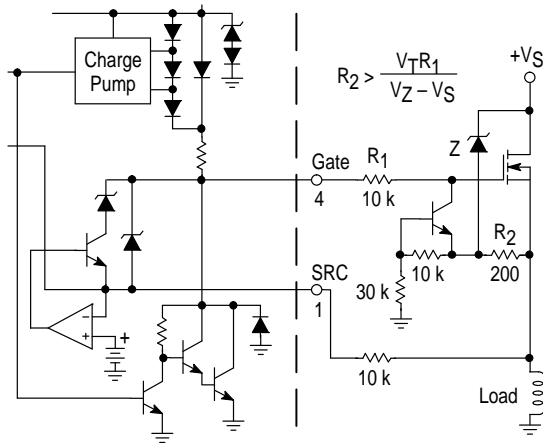 Charge
Pump
R2 > VTR1
VZ – VS
+VS
Z
Gate
4
R1
10 k
R2
200
10 k
30 k
SRC
1
10 k
Load
–
+
+